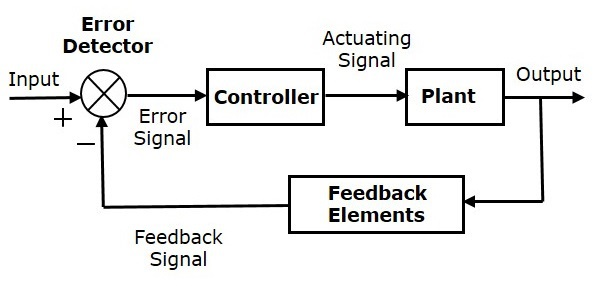 Error
Detector
Input
+
−
Error
Signal
Controller
Actuating
Signal
Plant
Output
Feedback
Elements
Feedback
Signal